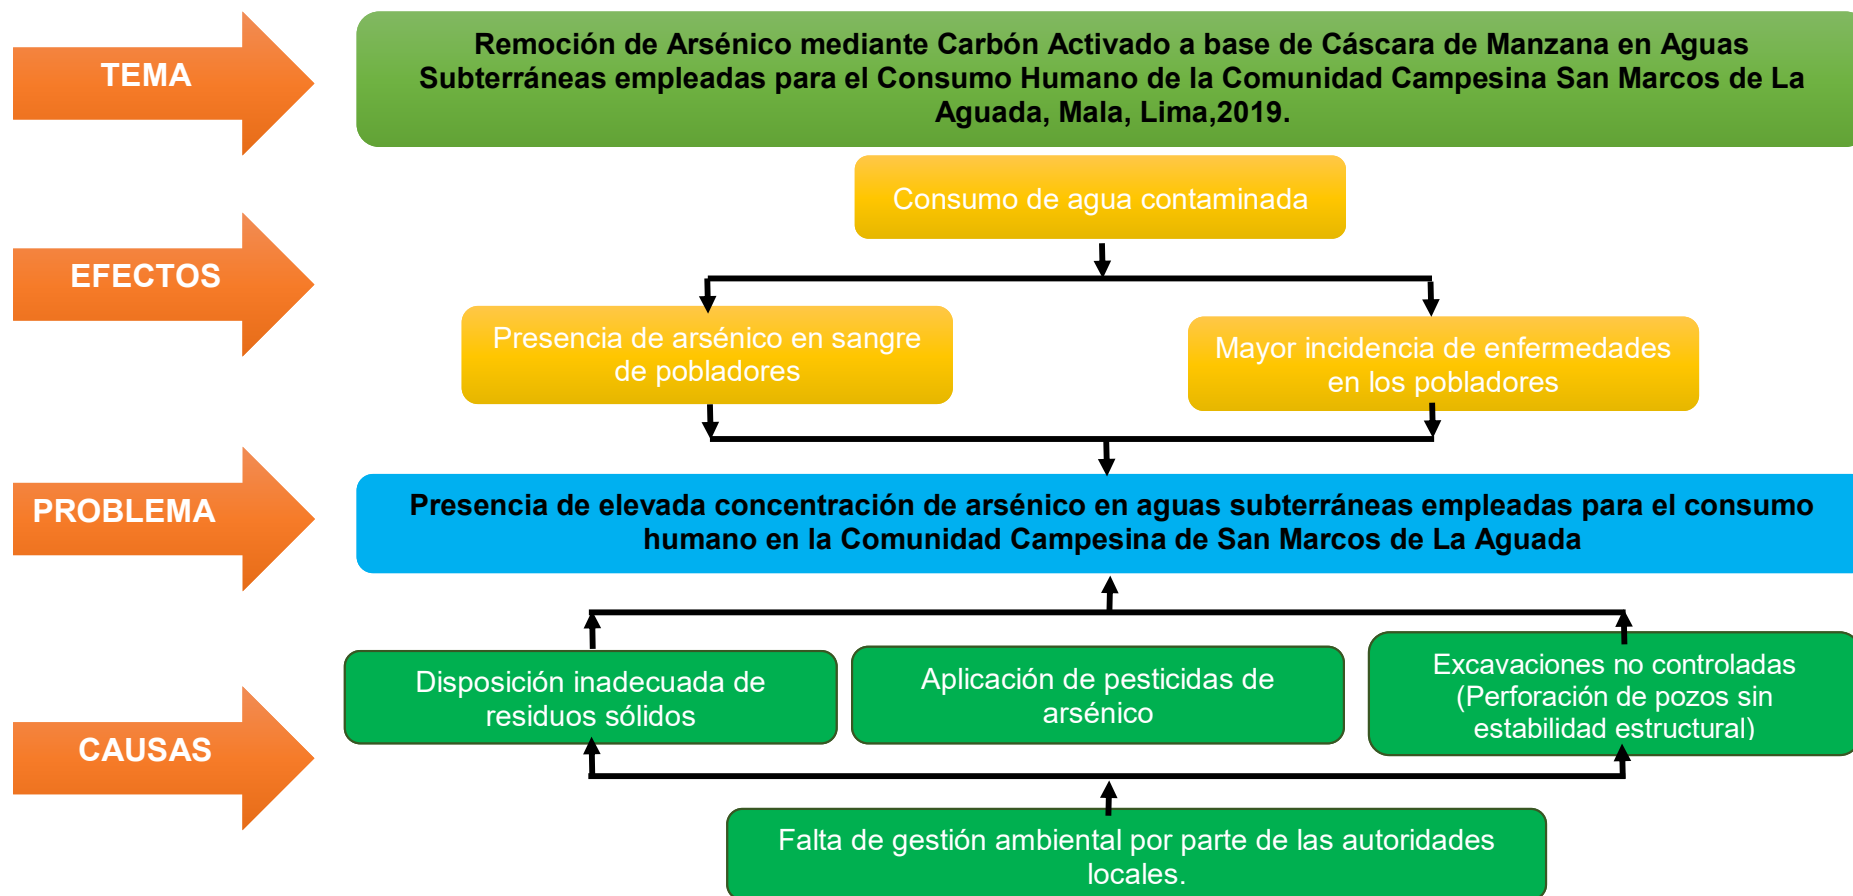 TEMA
Remoción de Arsénico mediante Carbón Activado a base de Cáscara de Manzana en Aguas
Subterráneas empleadas para el Consumo Humano de la Comunidad Campesina San Marcos de La
Aguada, Mala, Lima,2019.
Consumo de agua contaminada
EFECTOS
Presencia de arsénico en sangre
de pobladores
Mayor incidencia de enfermedades
en los pobladores
PROBLEMA
Presencia de elevada concentración de arsénico en aguas subterráneas empleadas para el consumo
humano en la Comunidad Campesina de San Marcos de La Aguada
Disposición inadecuada de
residuos sólidos
Aplicación de pesticidas de
arsénico
Excavaciones no controladas
(Perforación de pozos sin
estabilidad estructural)
CAUSAS
Falta de gestión ambiental por parte de las autoridades
locales.